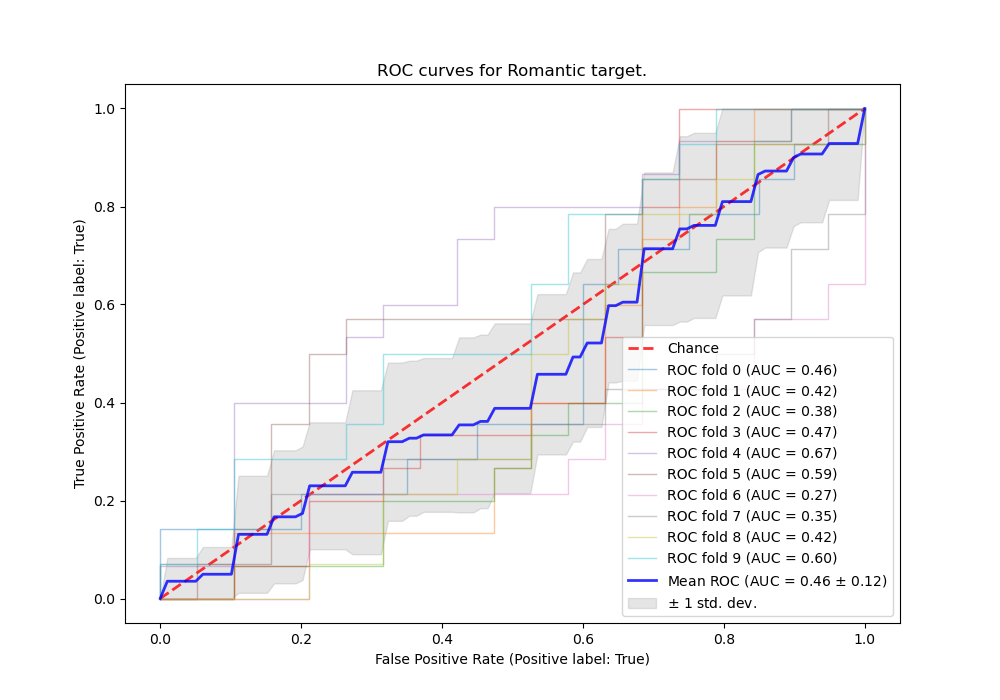 ROC curves for Romantic target.
True Positive Rate (Positive label: True)
1.0
0.8
0.6
0.4
0.2
0.0
Chance
ROC fold 0 (AUC = 0.46)
ROC fold 1 (AUC = 0.42)
ROC fold 2 (AUC = 0.38)
ROC fold 3 (AUC = 0.47)
ROC fold 4 (AUC = 0.67)
ROC fold 5 (AUC = 0.59)
ROC fold 6 (AUC = 0.27)
ROC fold 7 (AUC = 0.35)
ROC fold 8 (AUC = 0.42)
ROC fold 9 (AUC = 0.60)
Mean ROC (AUC = 0.46 ± 0.12)
± 1 std. dev.
0.0 0.2 0.4 0.6 0.8 1.0
False Positive Rate (Positive label: True)